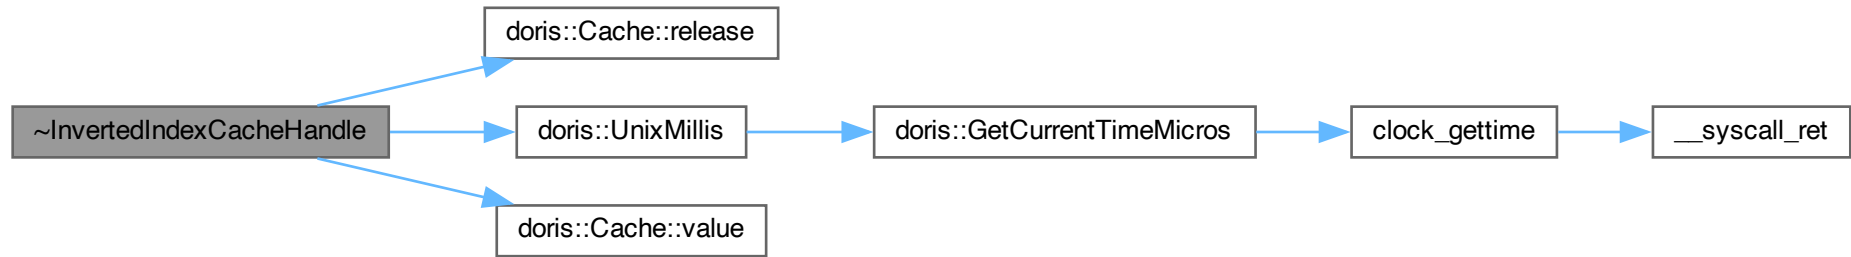 doris::Cache::release
~InvertedIndexCacheHandle
doris::UnixMillis
doris::GetCurrentTimeMicros
clock_gettime
__syscall_ret
doris::Cache::value